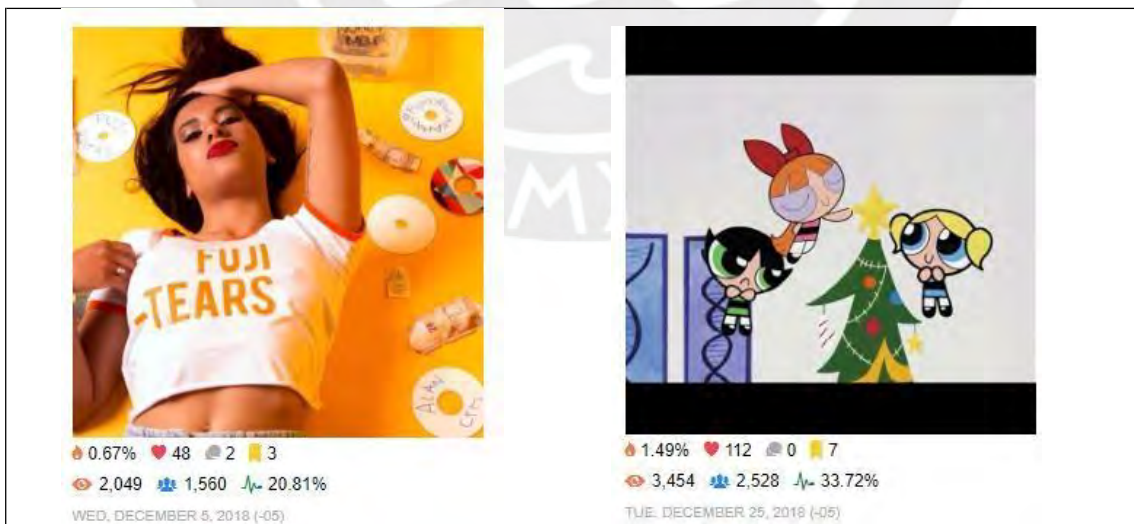 FUJI
-TEARS
ALAN
0.67% 48 2 3
2,049 1,560 20.81%
WED, DECEMBER 5, 2018 (-05)
1.49% 112 0 7
3,454 2,528 33.72%
TUE, DECEMBER 25, 2018 (-05)